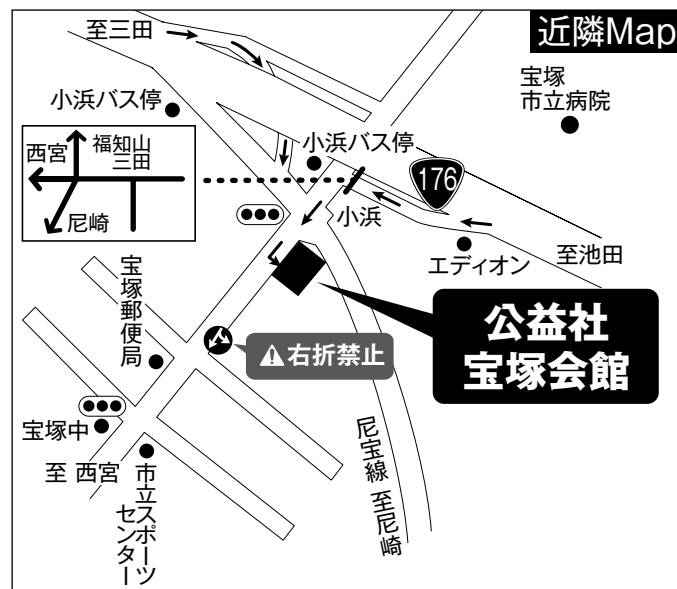 近隣Map
至三田
宝塚
市立病院
小浜バス停
小浜バス停
西宮
福知山
三田
尼崎
176
小浜
エディオン
至池田
宝塚郵便局
公益社
宝塚会館
右折禁止
宝塚中
至 西宮
市立スポーツ
センター
尼宝線 至尼崎